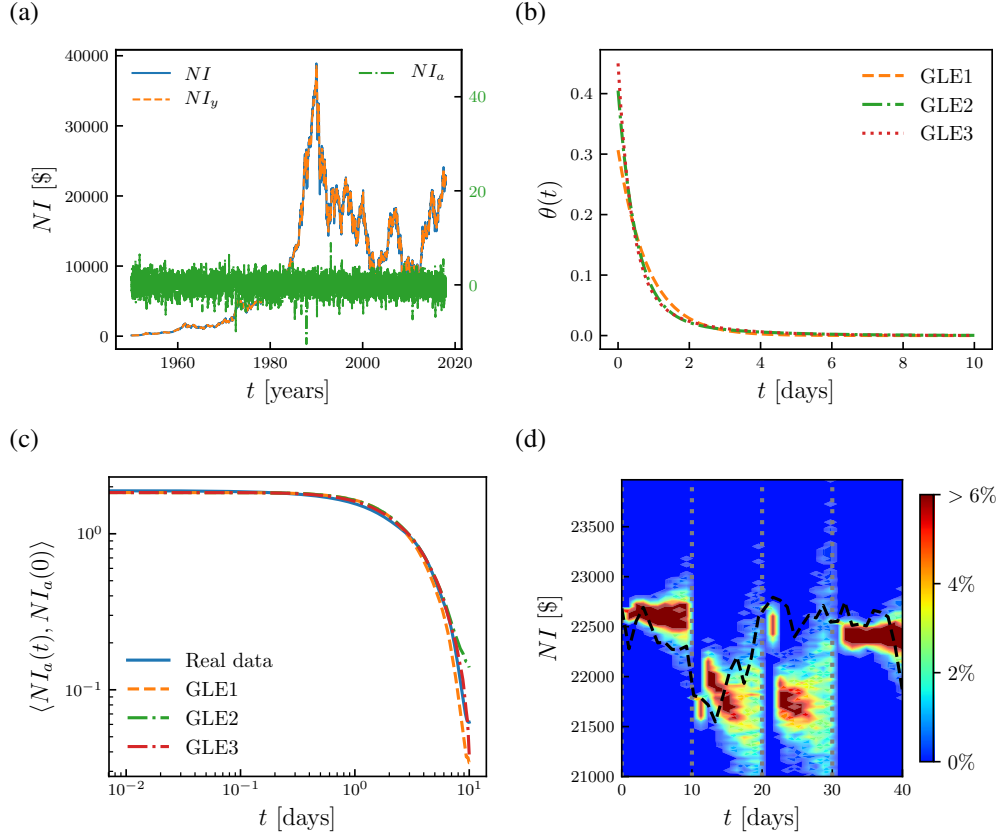 (a)
NI
NI_y
NI_a
40000
30000
20000
10000
0
40
20
0
NI [$]
1960
1980
2000
2020
t [years]
(b)
GLE1
GLE2
GLE3
0.4
0.3
0.2
0.1
0.0
θ(t)
0
2
4
6
8
10
t [days]
(c)
⟨NI_a(t), NI_a(0)⟩
10^0
10^−1
Real data
GLE1
GLE2
GLE3
10^−2
10^−1
10^0
10^1
t [days]
(d)
NI [$]
23500
23000
22500
22000
21500
21000
0
10
20
30
40
t [days]
> 6%
4%
2%
0%